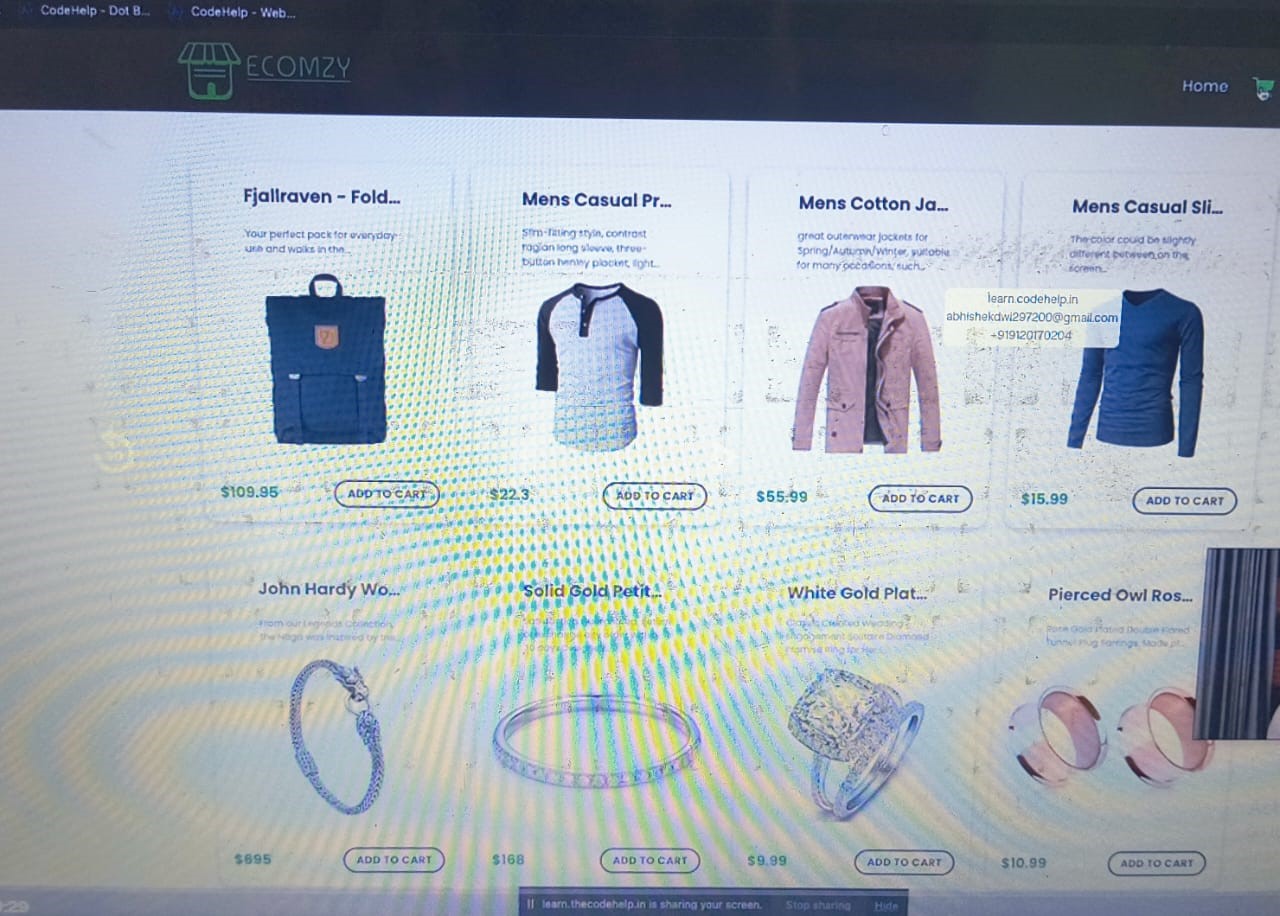 CodeHelp - Dot B...
CodeHelp - Web...
ECOMZY
Home
Fjallraven - Fold...
Your perfect pack for everyday
use and walks in the...
$109.95
ADD TO CART
Mens Casual Pr...
Slim-fitting style, contrast
raglan long sleeve, three-
button henley placket, light...
$22.3
ADD TO CART
Mens Cotton Ja...
great outerwear jackets for
Spring/Autumn/Winter, suitable
for many occasions, such...
$55.99
ADD TO CART
Mens Casual Sli...
The color could be slightly
different between on the
screen...
$15.99
ADD TO CART
learn.codehelp.in
abhishekdwi297200@gmail.com
+919120170204
John Hardy Wo...
From our Legends Collection,
the Naga was inspired by the...
$695
ADD TO CART
Solid Gold Petit...
$168
ADD TO CART
White Gold Plat...
Classic Created Wedding
Engagement Solitaire Diamond
Promise Ring for Her...
$9.99
ADD TO CART
Pierced Owl Ros...
Rose Gold Plated Double Flared
Tunnel Plug Earrings. Made of...
$10.99
ADD TO CART
learn.thecodehelp.in is sharing your screen.
Stop sharing
Hide